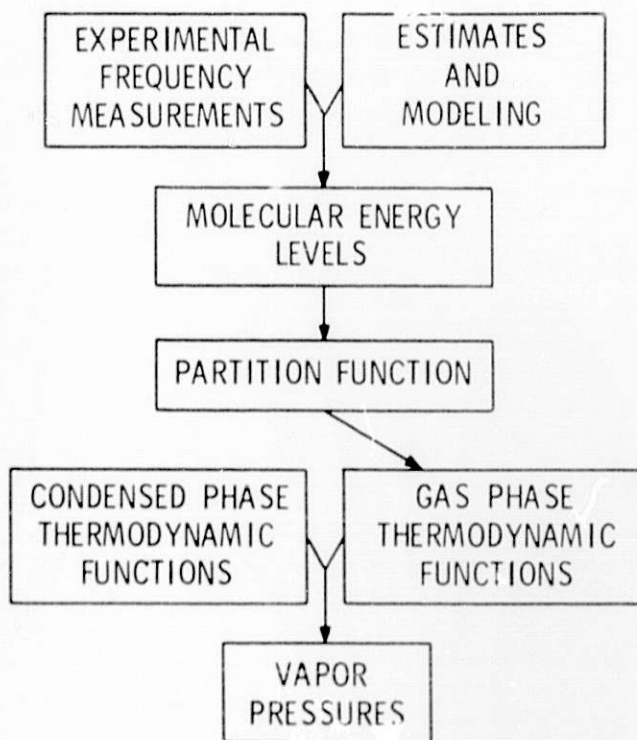 EXPERIMENTAL
FREQUENCY
MEASUREMENTS
ESTIMATES
AND
MODELING
MOLECULAR ENERGY
LEVELS
PARTITION FUNCTION
CONDENSED PHASE
THERMODYNAMIC
FUNCTIONS
GAS PHASE
THERMODYNAMIC
FUNCTIONS
VAPOR
PRESSURES